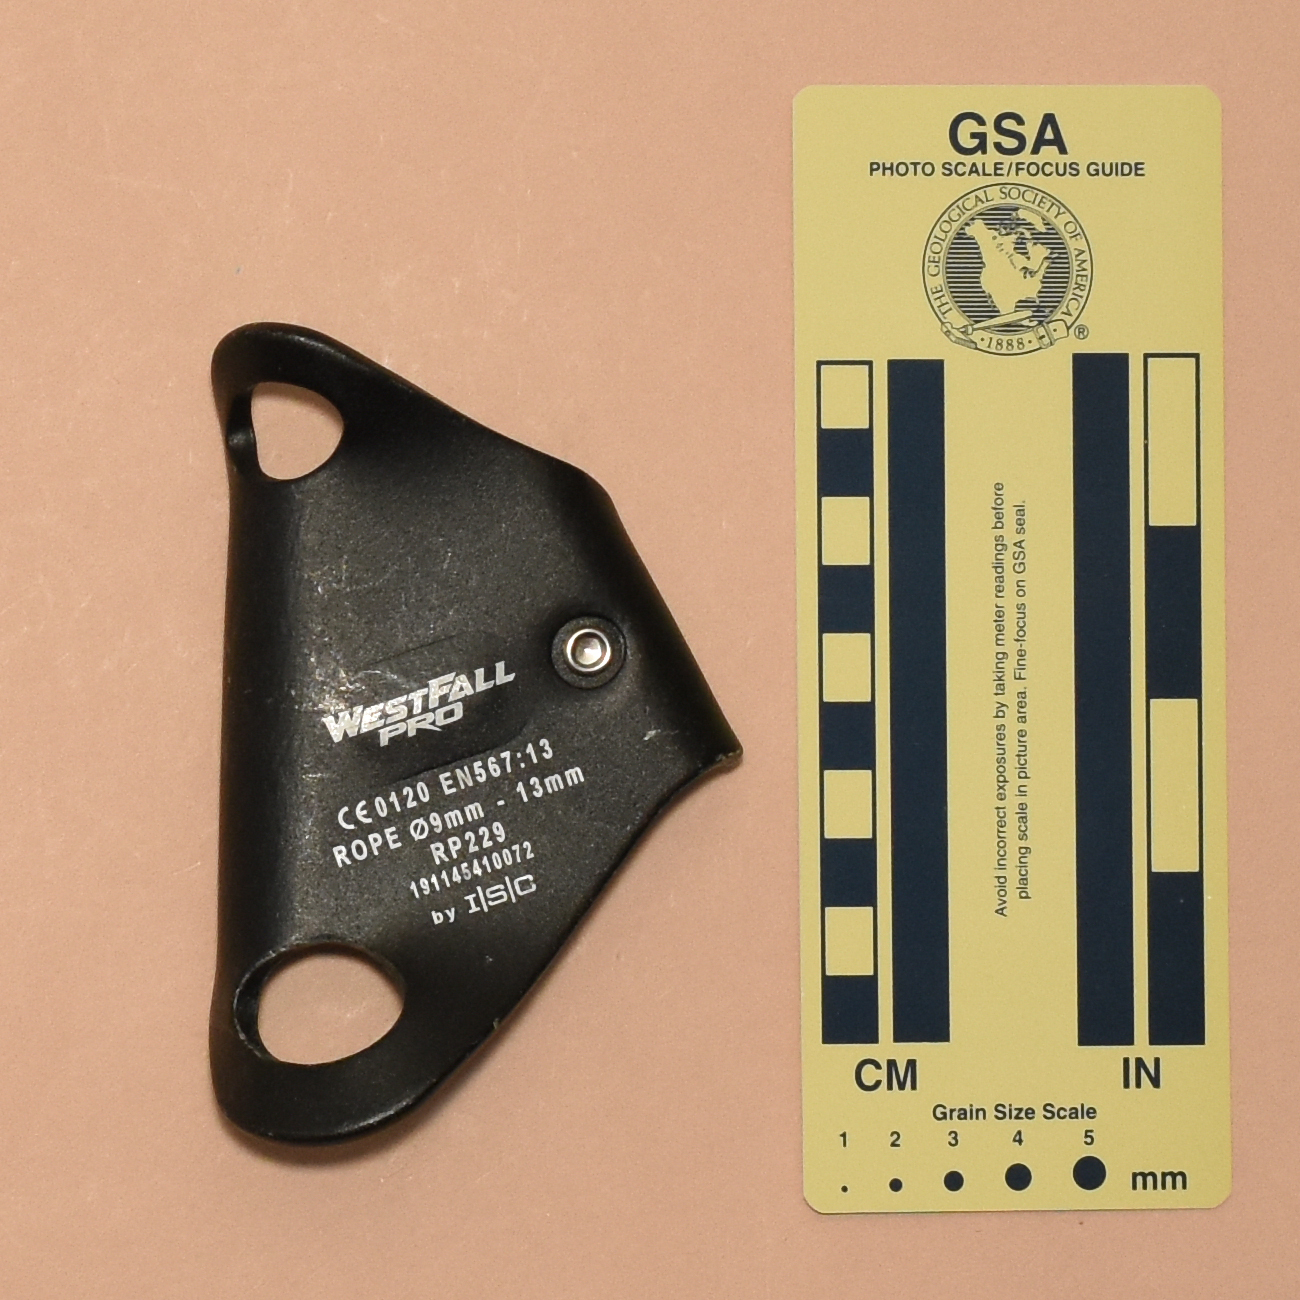 WESTFALL
PRO
CE0120 EN567:13
ROPE Ø9mm - 13mm
RP229
191145410072
by I|S|C
GSA
PHOTO SCALE/FOCUS GUIDE
THE GEOLOGICAL SOCIETY OF AMERICA
·1888· ®
Avoid incorrect exposures by taking meter readings before
placing scale in picture area. Fine-focus on GSA seal.
CM IN
Grain Size Scale
1 2 3 4 5
mm